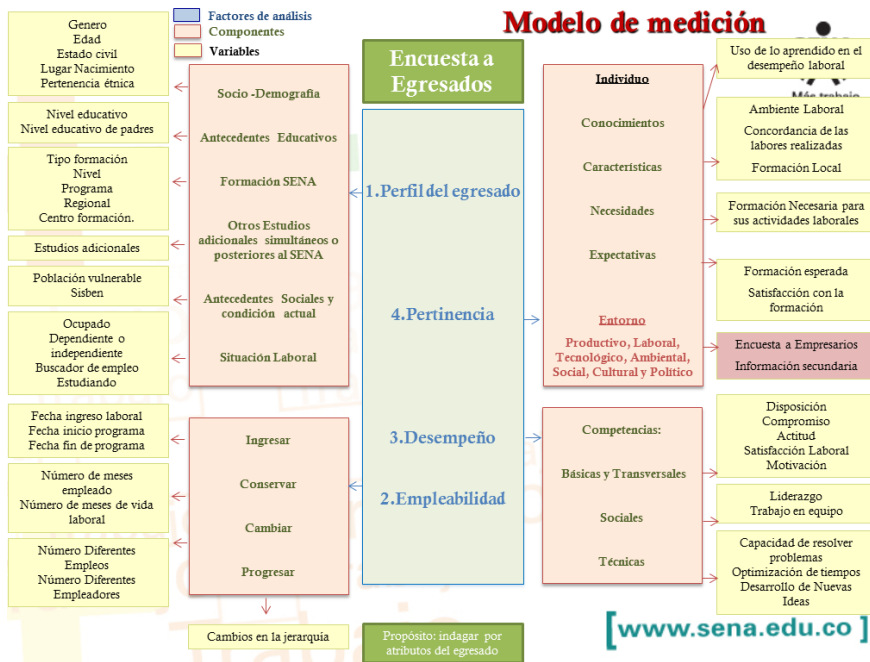 Modelo de medición
Factores de análisis
Componentes
Variables
Encuesta a
Egresados
1.Perfil del egresado
4.Pertinencia
3.Desempeño
2.Empleabilidad
Propósito: indagar por
atributos del egresado
Genero
Edad
Estado civil
Lugar Nacimiento
Pertenencia étnica
Nivel educativo
Nivel educativo de padres
Tipo formación
Nivel
Programa
Regional
Centro formación.
Estudios adicionales
Población vulnerable
Sisben
Ocupado
Dependiente o
independiente
Buscador de empleo
Estudiando
Socio -Demografia
Antecedentes Educativos
Formación SENA
Otros Estudios
adicionales simultáneos o
posteriores al SENA
Antecedentes Sociales y
condición actual
Situación Laboral
Fecha ingreso laboral
Fecha inicio programa
Fecha fin de programa
Número de meses
empleado
Número de meses de vida
laboral
Número Diferentes
Empleos
Número Diferentes
Empleadores
Ingresar
Conservar
Cambiar
Progresar
Cambios en la jerarquía
Individuo
Conocimientos
Características
Necesidades
Expectativas
Entorno
Productivo, Laboral,
Tecnológico, Ambiental,
Social, Cultural y Político
Uso de lo aprendido en el
desempeño laboral
Más trabajo
Ambiente Laboral
Concordancia de las
labores realizadas
Formación Local
Formación Necesaria para
sus actividades laborales
Formación esperada
Satisfacción con la
formación
Encuesta a Empresarios
Información secundaria
Competencias:
Básicas y Transversales
Sociales
Técnicas
Disposición
Compromiso
Actitud
Satisfacción Laboral
Motivación
Liderazgo
Trabajo en equipo
Capacidad de resolver
problemas
Optimización de tiempos
Desarrollo de Nuevas
Ideas
[www.sena.edu.co ]